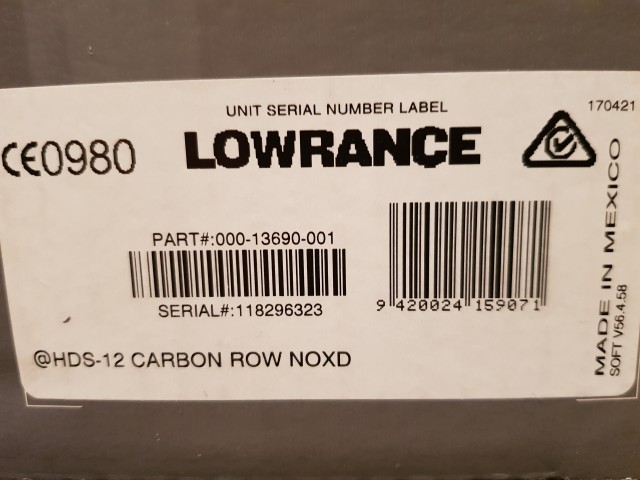 UNIT SERIAL NUMBER LABEL
170421
CE0980
LOWRANCE
PART#:000-13690-001
SERIAL#:118296323
9 420024 159071
@HDS-12 CARBON ROW NOXD
MADE IN MEXICO
SOFT V56.4.58